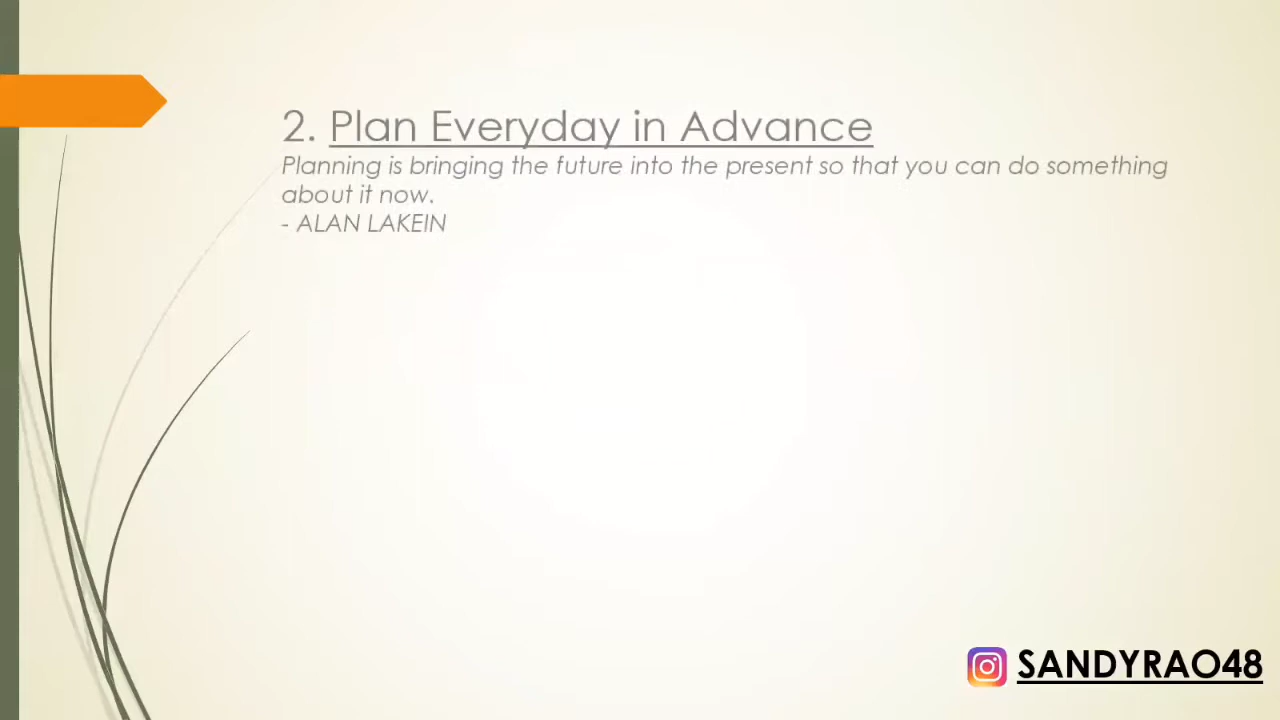 2. Plan Everyday in Advance
Planning is bringing the future into the present so that you can do something
about it now.
- ALAN LAKEIN
SANDYRAO48